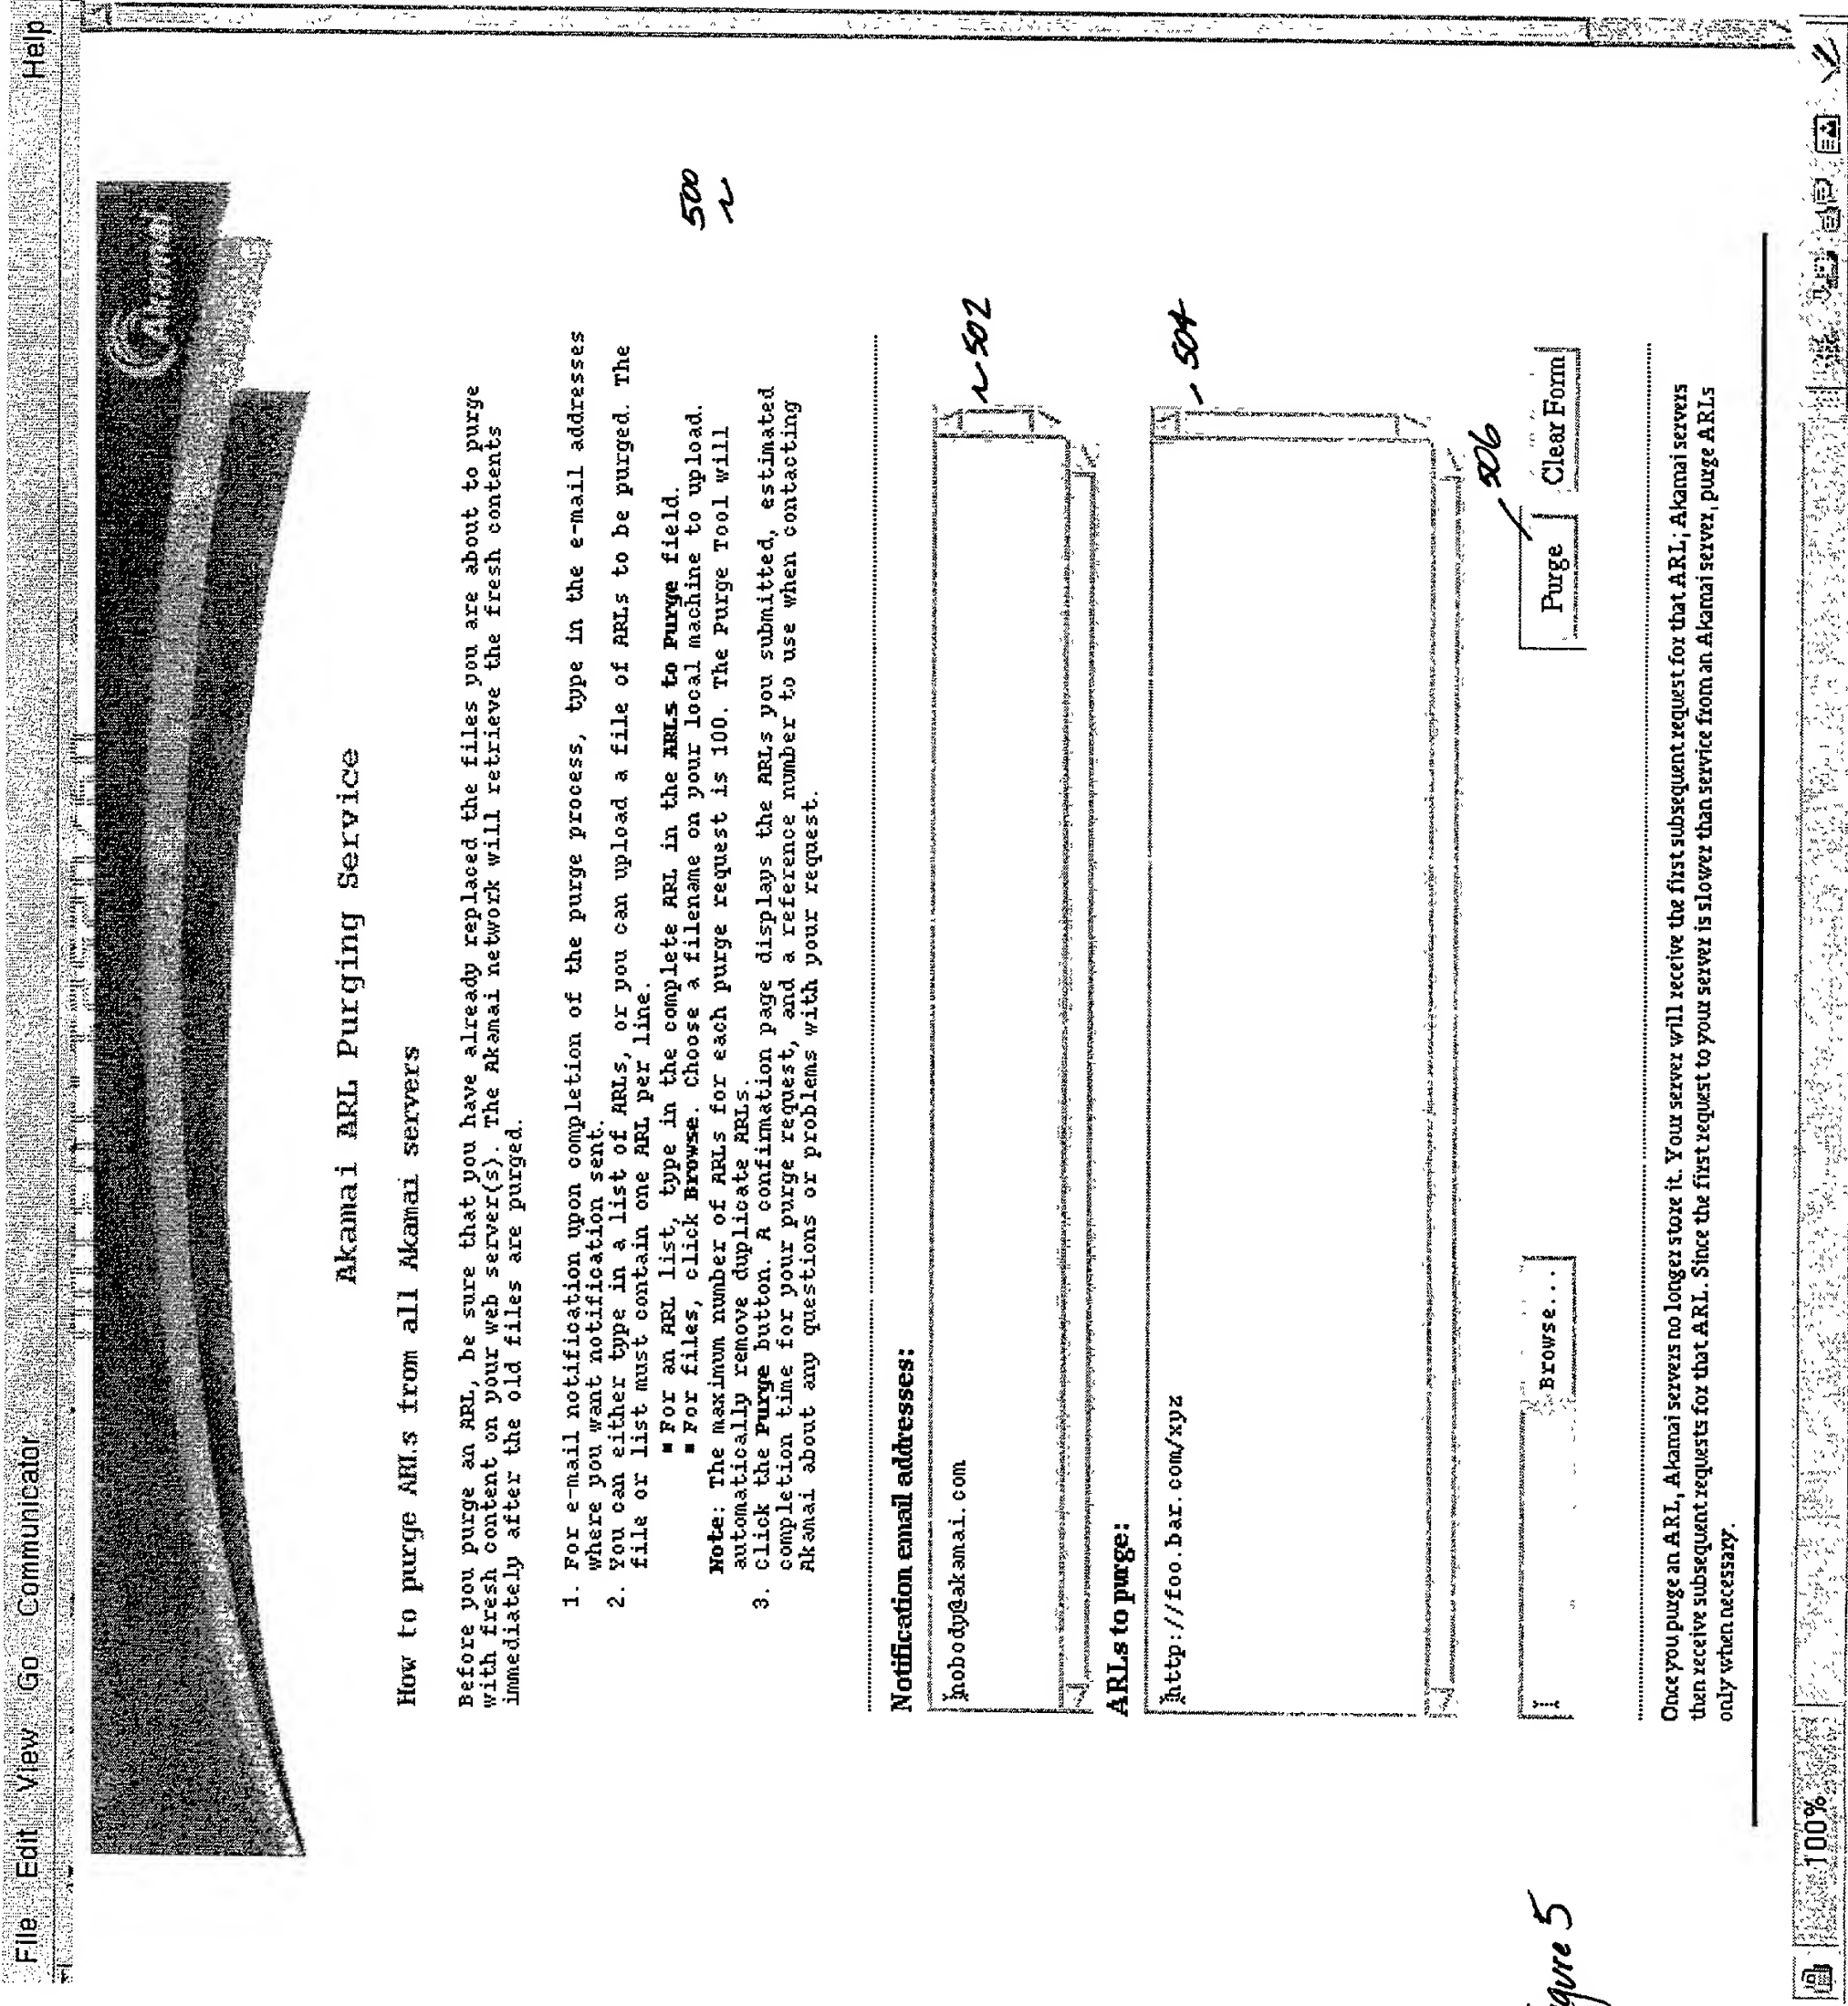 File Edit View Go Communicator Help
Akamai
Akamai ARL Purging Service
How to purge ARLs from all Akamai servers
Before you purge an ARL, be sure that you have already replaced the files you are about to purge
with fresh content on your web server(s). The Akamai network will retrieve the fresh contents
immediately after the old files are purged.
500
1. For e-mail notification upon completion of the purge process, type in the e-mail addresses
where you want notification sent.
2. You can either type in a list of ARLs, or you can upload a file of ARLs to be purged. The
file or list must contain one ARL per line.
■ For an ARL list, type in the complete ARL in the ARLs to Purge field.
■ For files, click Browse. Choose a filename on your local machine to upload.
Note: The maximum number of ARLs for each purge request is 100. The Purge Tool will
automatically remove duplicate ARLs.
3. Click the Purge button. A confirmation page displays the ARLs you submitted, estimated
completion time for your purge request, and a reference number to use when contacting
Akamai about any questions or problems with your request.
Notification email addresses:
502
nobody@akamai.com
ARLs to purge:
504
http://foo.bar.com/xyz
506
Browse... Purge Clear Form
Once you purge an ARL, Akamai servers no longer store it. Your server will receive the first subsequent request for that ARL; Akamai servers
then receive subsequent requests for that ARL. Since the first request to your server is slower than service from an Akamai server, purge ARLs
only when necessary.
100%
gure 5